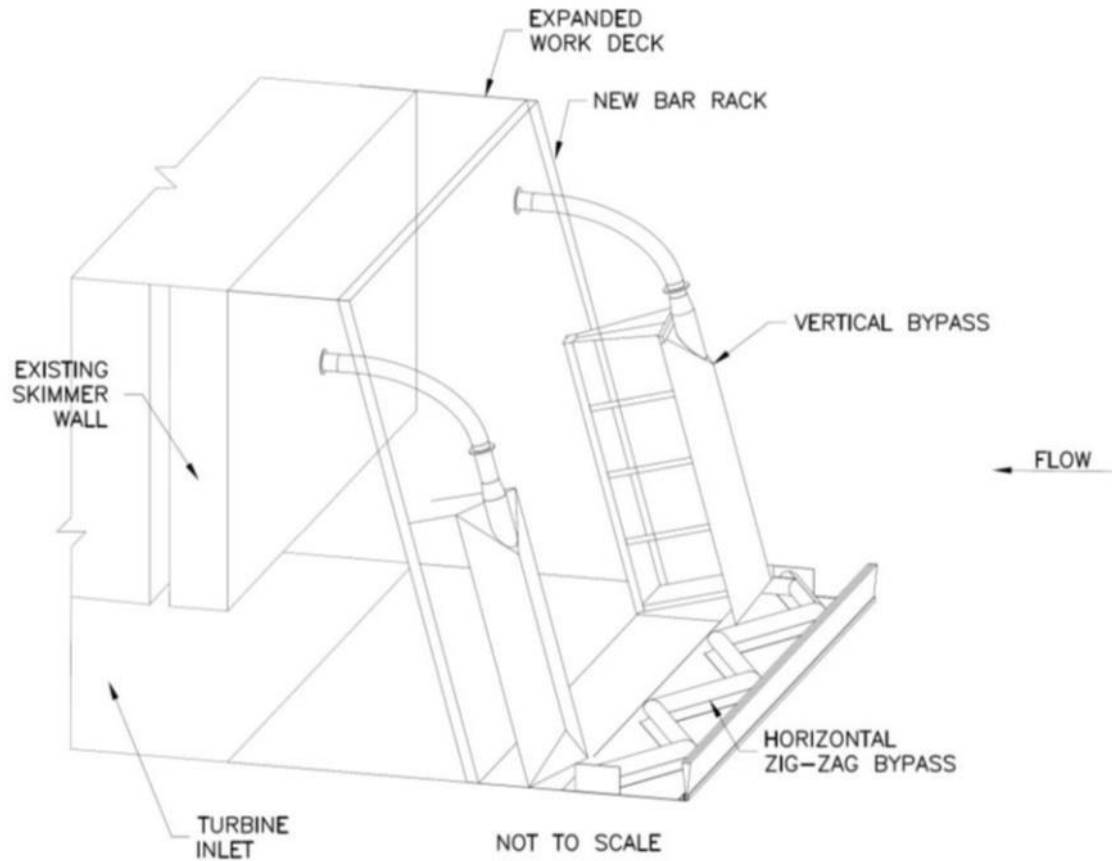 EXPANDED
WORK DECK
NEW BAR RACK
VERTICAL BYPASS
EXISTING
SKIMMER
WALL
FLOW
HORIZONTAL
ZIG-ZAG BYPASS
TURBINE
INLET
NOT TO SCALE